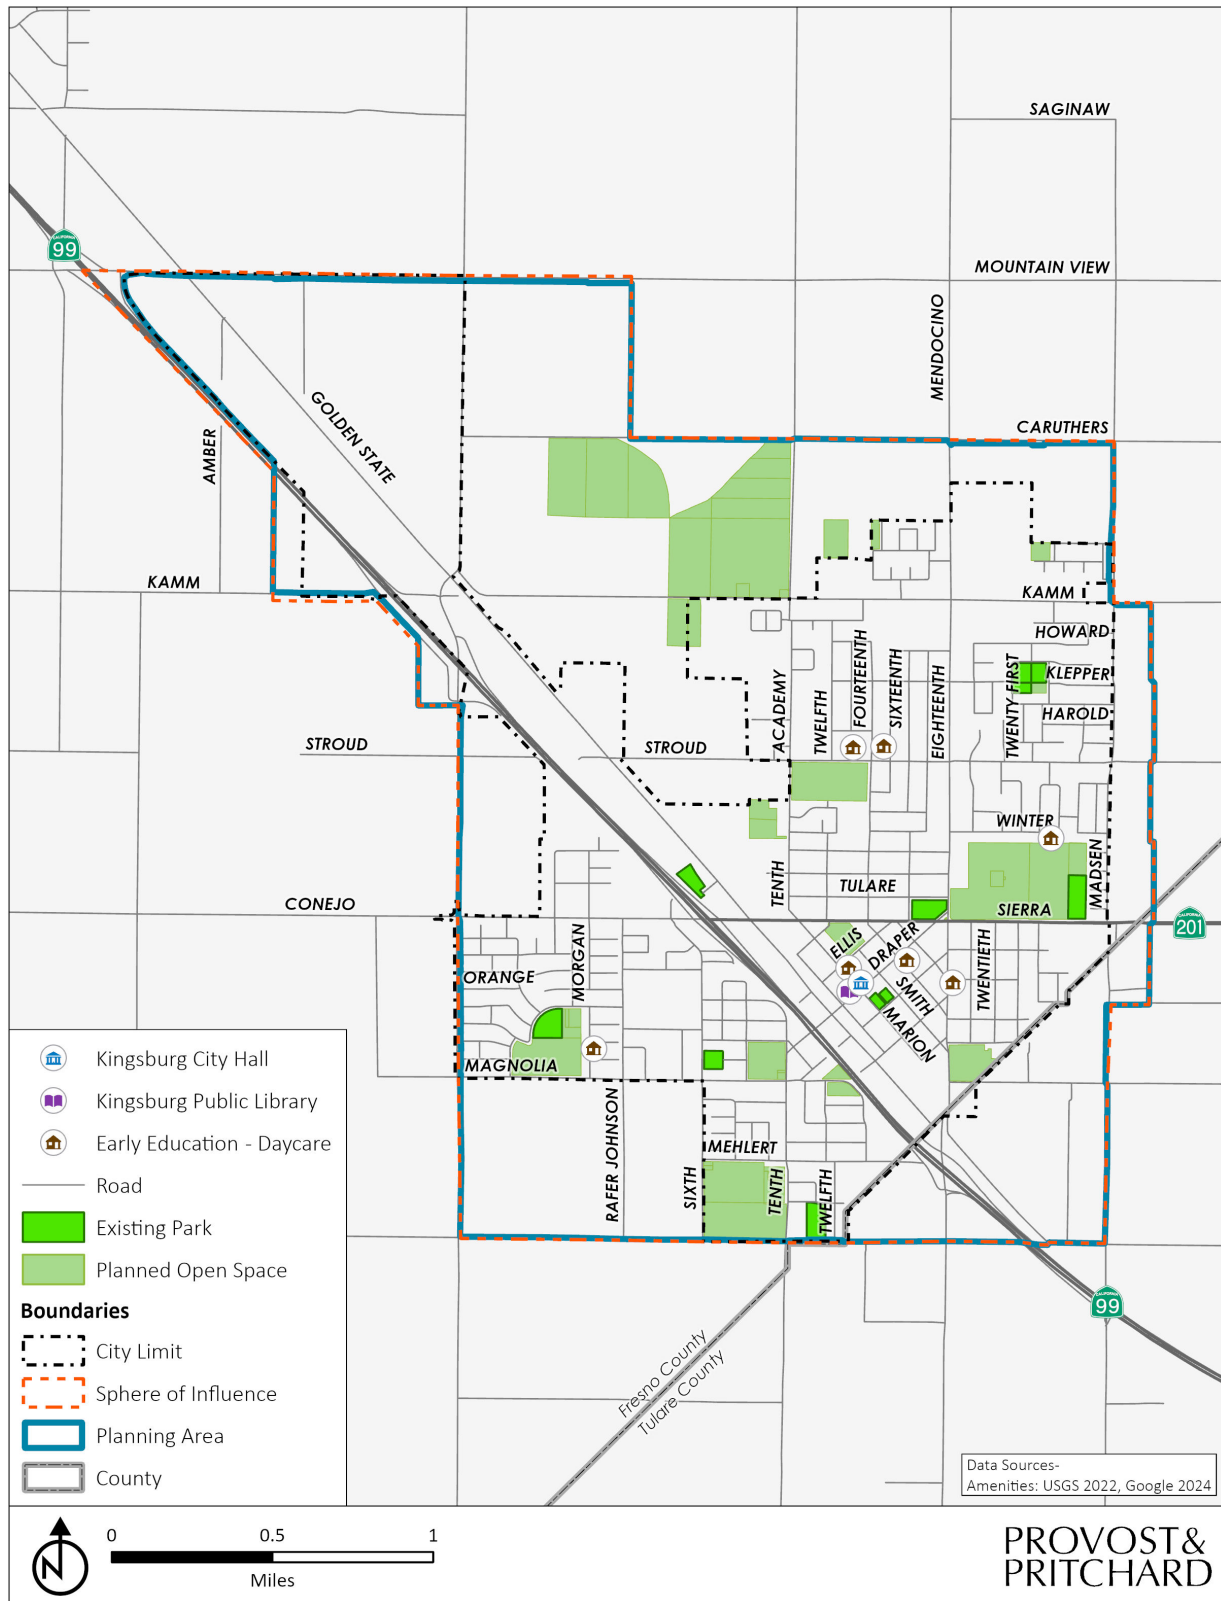 SAGINAW
CALIFORNIA
99
MOUNTAIN VIEW
MENDOCINO
GOLDEN STATE
CARUTHERS
AMBER
KAMM
KAMM
HOWARD
FOURTEENTH
KLEPPER
SIXTEENTH
TWENTY FIRST
ACADEMY
TWELFTH
EIGHTEENTH
HAROLD
STROUD
STROUD
WINTER
MADSEN
TENTH
TULARE
CONEJO
SIERRA
CALIFORNIA
201
ELLIS
DRAPER
MORGAN
TWENTIETH
ORANGE
SMITH
MARION
MAGNOLIA
RAFER JOHNSON
MEHLERT
SIXTH
TENTH
TWELFTH
CALIFORNIA
99
Fresno County
Tulare County
Kingsburg City Hall
Kingsburg Public Library
Early Education - Daycare
Road
Existing Park
Planned Open Space
Boundaries
City Limit
Sphere of Influence
Planning Area
County
Data Sources-
Amenities: USGS 2022, Google 2024
N
0 0.5 1
Miles
PROVOST&
PRITCHARD